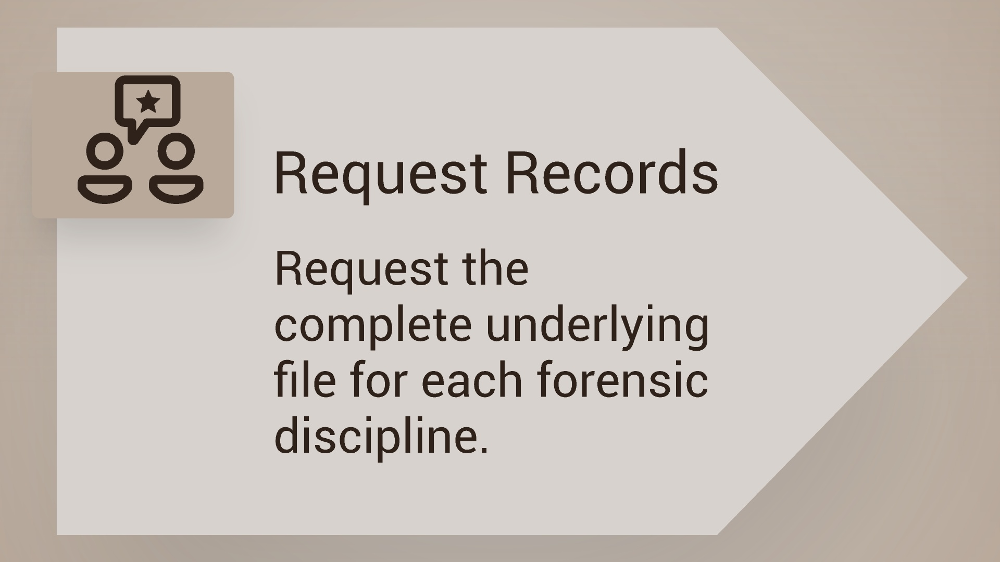 Request Records
Request the
complete underlying
file for each forensic
discipline.